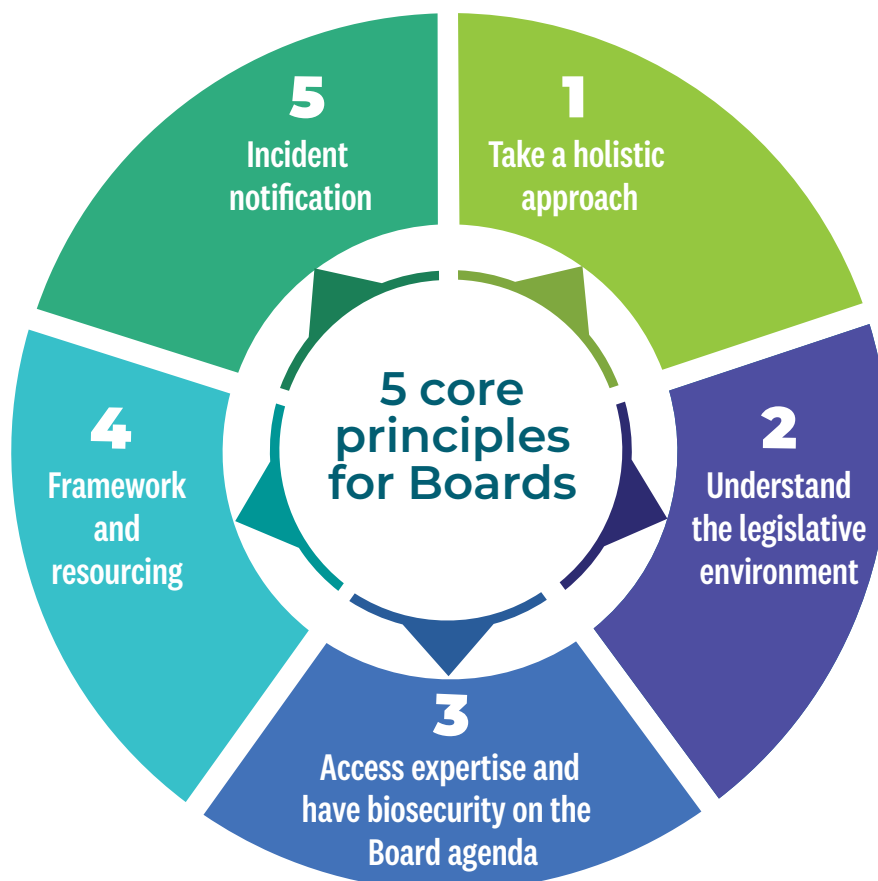 5 core
principles
for Boards
1
Take a holistic
approach
2
Understand
the legislative
environment
3
Access expertise and
have biosecurity on the
Board agenda
4
Framework
and
resourcing
5
Incident
notification